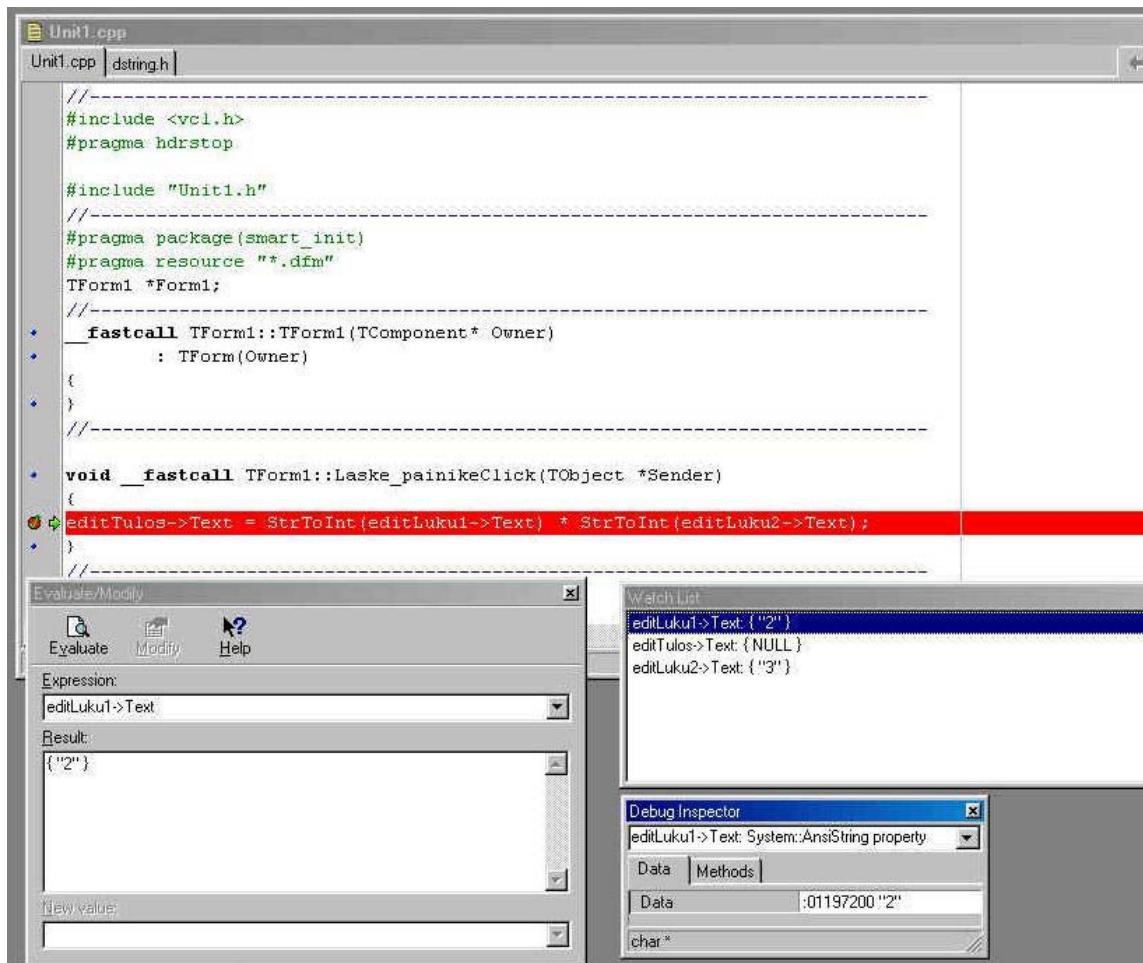 Unit1.cpp
Unit1.cpp dstring.h
//---------------------------------------------------------------------------
#include <vcl.h>
#pragma hdrstop
#include "Unit1.h"
//---------------------------------------------------------------------------
#pragma package(smart_init)
#pragma resource "*.dfm"
TForm1 *Form1;
//---------------------------------------------------------------------------
__fastcall TForm1::TForm1(TComponent* Owner)
: TForm(Owner)
{
}
//---------------------------------------------------------------------------
void __fastcall TForm1::Laske_painikeClick(TObject *Sender)
{
editTulos->Text = StrToInt(editLuku1->Text) * StrToInt(editLuku2->Text);
}
//---------------------------------------------------------------------------
Evaluate/Modify
Evaluate Modify Help
Expression:
editLuku1->Text
Result:
{ "2" }
New value:
Watch List
editLuku1->Text: { "2" }
editTulos->Text: { NULL }
editLuku2->Text: { "3" }
Debug Inspector
editLuku1->Text: System::AnsiString property
Data Methods
Data :01197200 "2"
char *